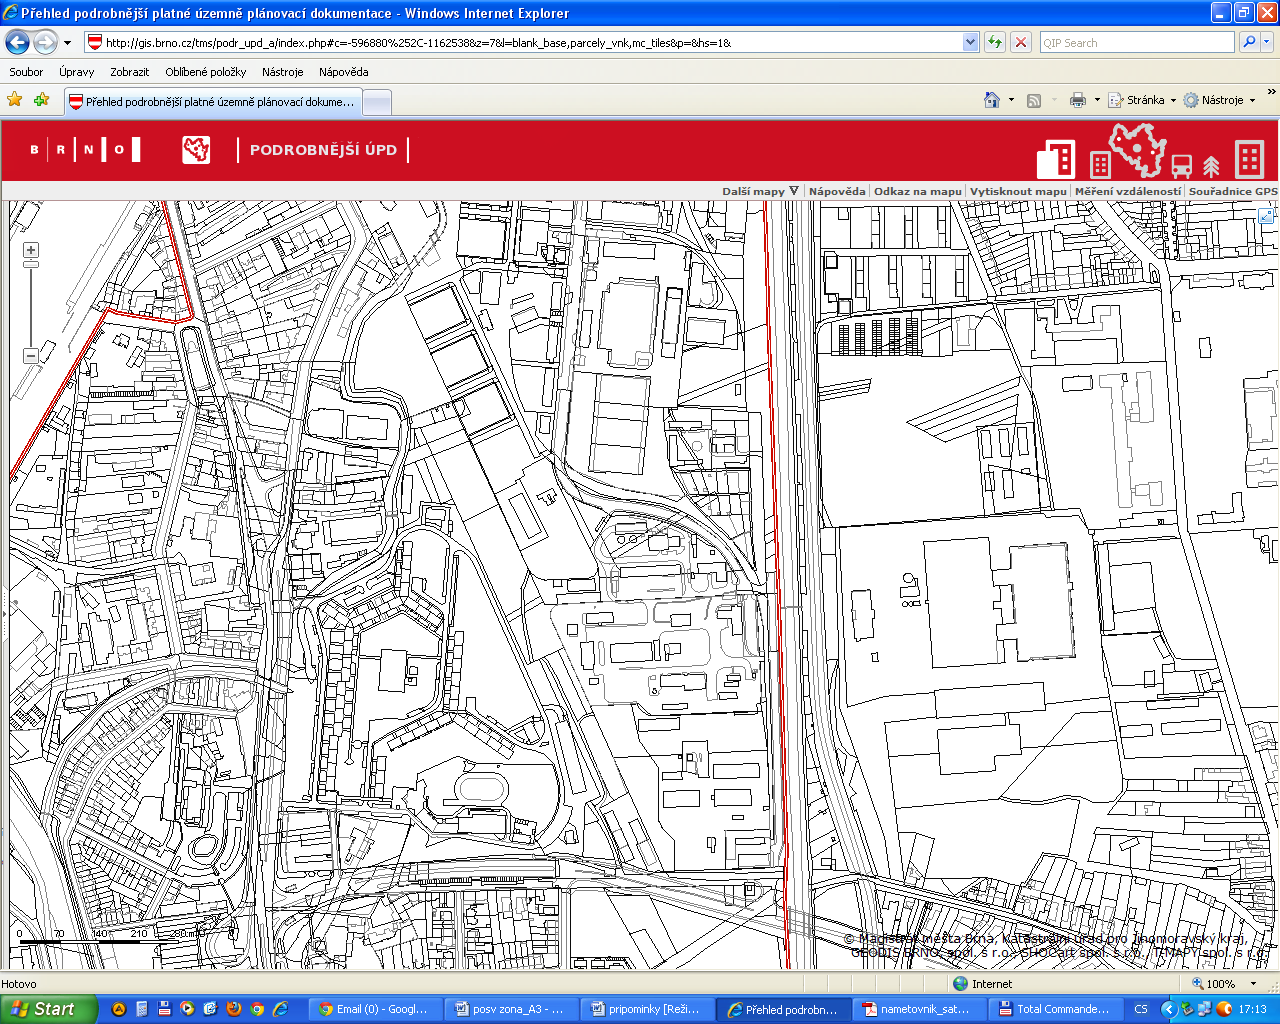 Přehled podrobnější platné územně plánovací dokumentace - Windows Internet Explorer
http://gis.brno.cz/tms/podr_upd_a/index.php#c=-596880%252C-1162538&z=7&l=blank_base,parcely_vnk,mc_tiles&p=&hs=1&
QIP Search
Soubor Úpravy Zobrazit Oblíbené položky Nástroje Nápověda
Přehled podrobnější platné územně plánovací dokume...
Stránka Nástroje
B R N O PODROBNĚJŠÍ ÚPD
Další mapy Nápověda Odkaz na mapu Vytisknout mapu Měření vzdáleností Souřadnice GPS
0 70 140 210 280 m
© Magistrát města Brna, Katastrální úřad pro Jihomoravský kraj,
GEODIS BRNO, spol. s r.o., SHOCart spol. s r.o., T-MAPY spol. s r.o.
Hotovo Internet 100%
Start Email (0) - Googl... posv zona_A3 - ... pripominky [Reži... Přehled podrobn... nametovnik_sat... Total Commande... CS 17:13